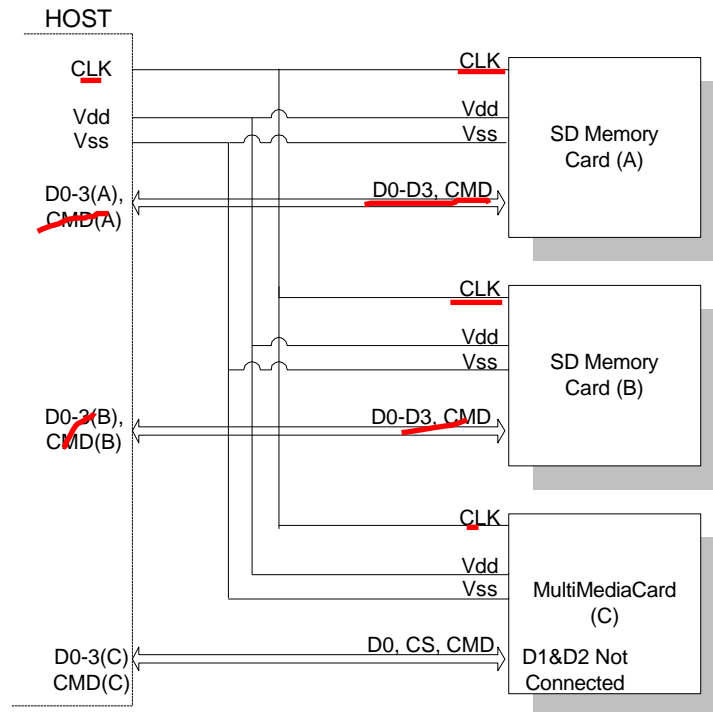 HOST
CLK
CLK
Vdd
Vdd
Vss
Vss
SD Memory
Card (A)
D0-3(A),
CMD(A)
D0-D3, CMD
CLK
Vdd
Vss
SD Memory
Card (B)
D0-3(B),
CMD(B)
D0-D3, CMD
CLK
Vdd
Vss
MultiMediaCard
(C)
D0-3(C)
CMD(C)
D0, CS, CMD
D1&D2 Not
Connected